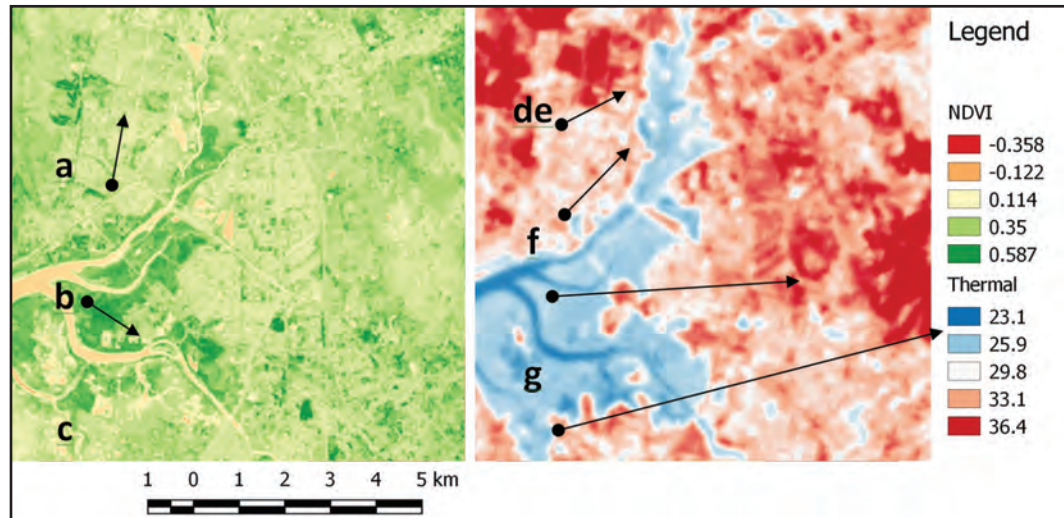 Legend
NDVI
-0.358
-0.122
0.114
0.35
0.587
Thermal
23.1
25.9
29.8
33.1
36.4
a
b
c
de
f
g
1 0 1 2 3 4 5 km